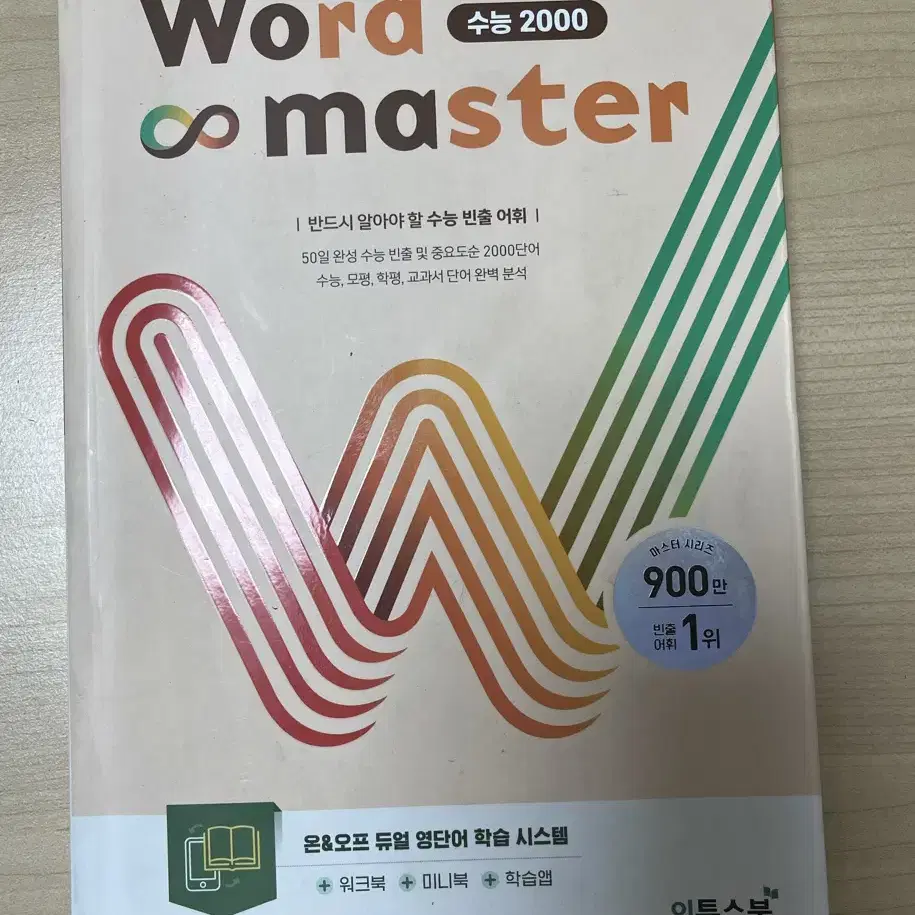 Word 수능 2000
master
| 반드시 알아야 할 수능 빈출 어휘 |
50일 완성 수능 빈출 및 중요도순 2000단어
수능, 모평, 학평, 교과서 단어 완벽 분석
마스터 시리즈
900만
빈출 어휘 1위
온&오프 듀얼 영단어 학습 시스템
+ 워크북 + 미니북 + 학습앱
이투스북